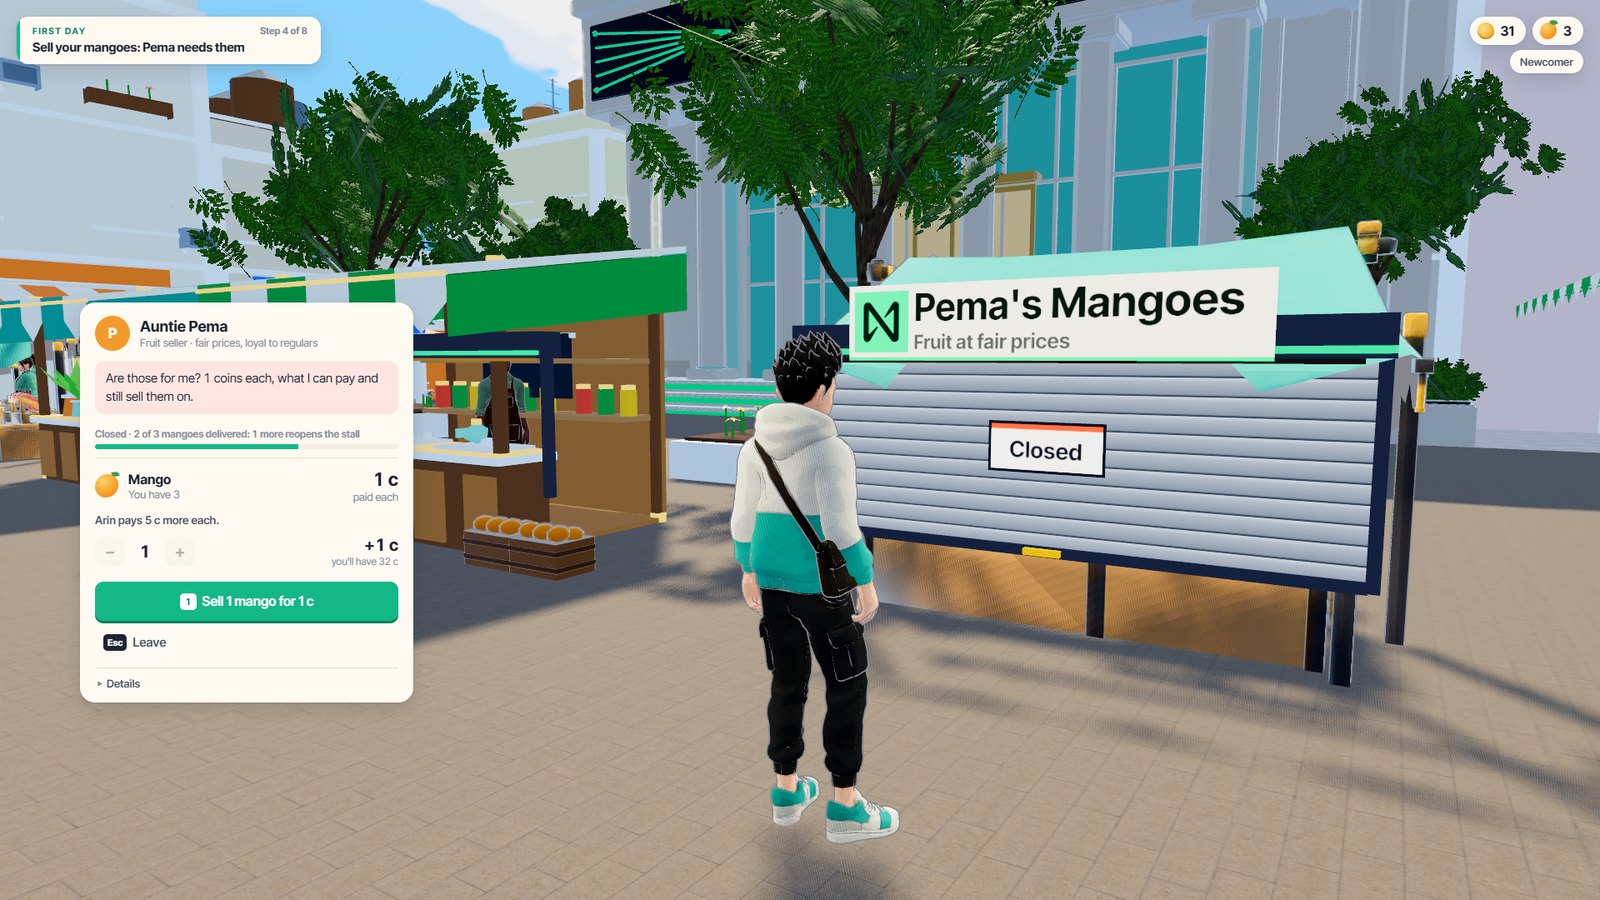 FIRST DAY
Step 4 of 8
Sell your mangoes: Pema needs them
31
3
Newcomer
Pema's Mangoes
Fruit at fair prices
Closed
P
Auntie Pema
Fruit seller · fair prices, loyal to regulars
Are those for me? 1 coins each, what I can pay and
still sell them on.
Closed · 2 of 3 mangoes delivered: 1 more reopens the stall
Mango
1 c
You have 3
paid each
Arin pays 5 c more each.
− 1 +
+1 c
you'll have 32 c
1 Sell 1 mango for 1 c
Esc Leave
▸ Details